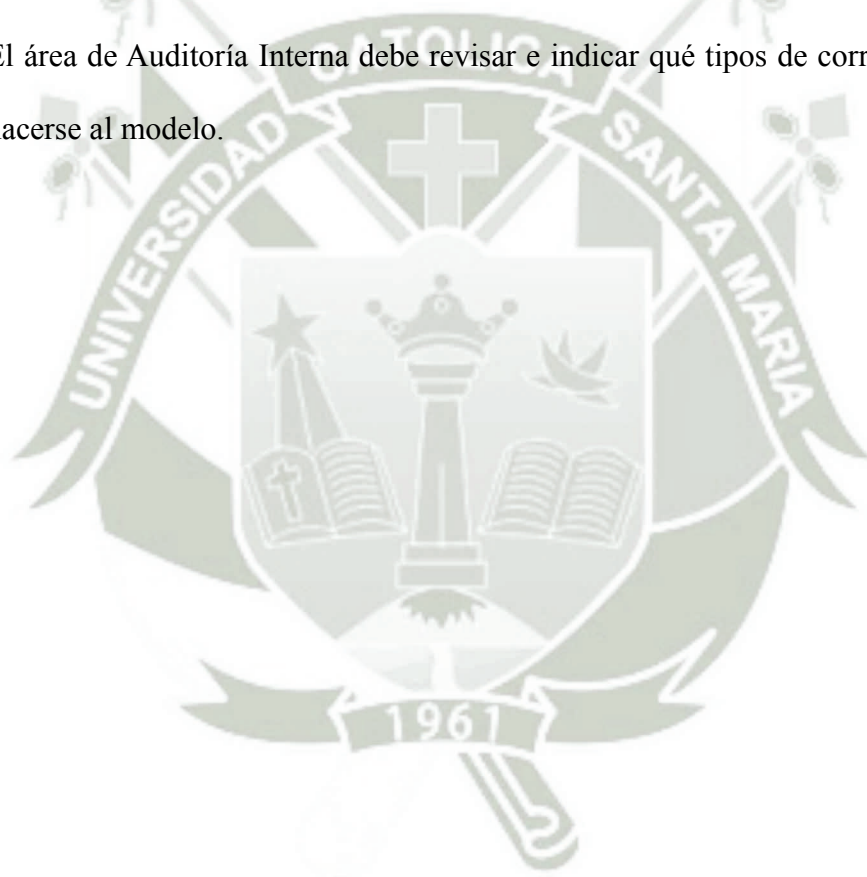 El área de Auditoría Interna debe revisar e indicar qué tipos de corr
acerse al modelo.
UNIVERSIDAD CATOLICA SANTA MARIA
1961